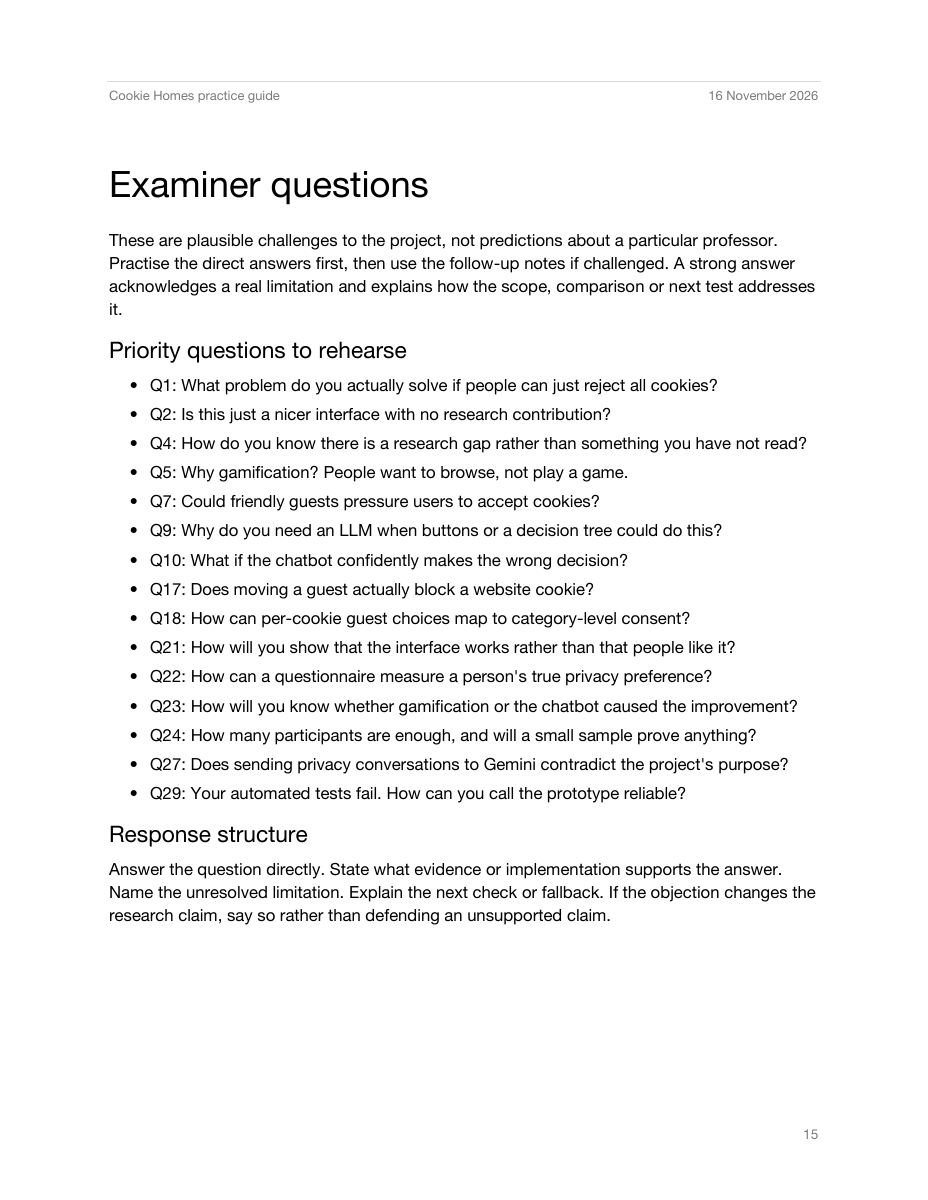 Cookie Homes practice guide
16 November 2026
Examiner questions
These are plausible challenges to the project, not predictions about a particular professor.
Practise the direct answers first, then use the follow-up notes if challenged. A strong answer
acknowledges a real limitation and explains how the scope, comparison or next test addresses
it.
Priority questions to rehearse
• Q1: What problem do you actually solve if people can just reject all cookies?
• Q2: Is this just a nicer interface with no research contribution?
• Q4: How do you know there is a research gap rather than something you have not read?
• Q5: Why gamification? People want to browse, not play a game.
• Q7: Could friendly guests pressure users to accept cookies?
• Q9: Why do you need an LLM when buttons or a decision tree could do this?
• Q10: What if the chatbot confidently makes the wrong decision?
• Q17: Does moving a guest actually block a website cookie?
• Q18: How can per-cookie guest choices map to category-level consent?
• Q21: How will you show that the interface works rather than that people like it?
• Q22: How can a questionnaire measure a person's true privacy preference?
• Q23: How will you know whether gamification or the chatbot caused the improvement?
• Q24: How many participants are enough, and will a small sample prove anything?
• Q27: Does sending privacy conversations to Gemini contradict the project's purpose?
• Q29: Your automated tests fail. How can you call the prototype reliable?
Response structure
Answer the question directly. State what evidence or implementation supports the answer.
Name the unresolved limitation. Explain the next check or fallback. If the objection changes the
research claim, say so rather than defending an unsupported claim.
15